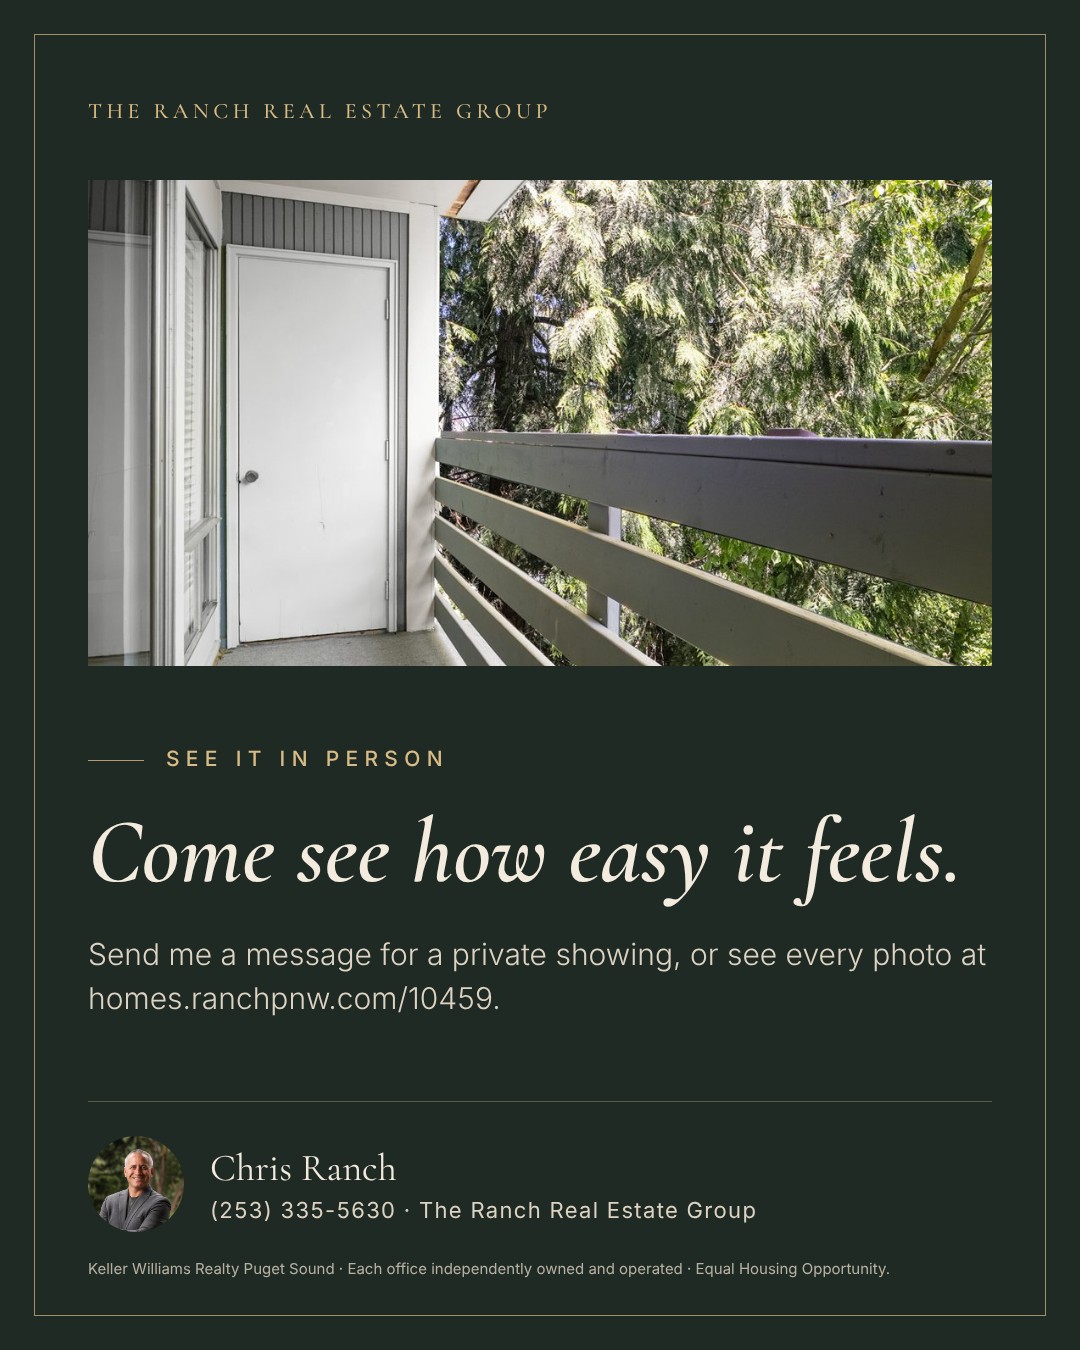 THE RANCH REAL ESTATE GROUP
SEE IT IN PERSON
Come see how easy it feels.
Send me a message for a private showing, or see every photo at
homes.ranchpnw.com/10459.
Chris Ranch
(253) 335-5630 · The Ranch Real Estate Group
Keller Williams Realty Puget Sound · Each office independently owned and operated · Equal Housing Opportunity.